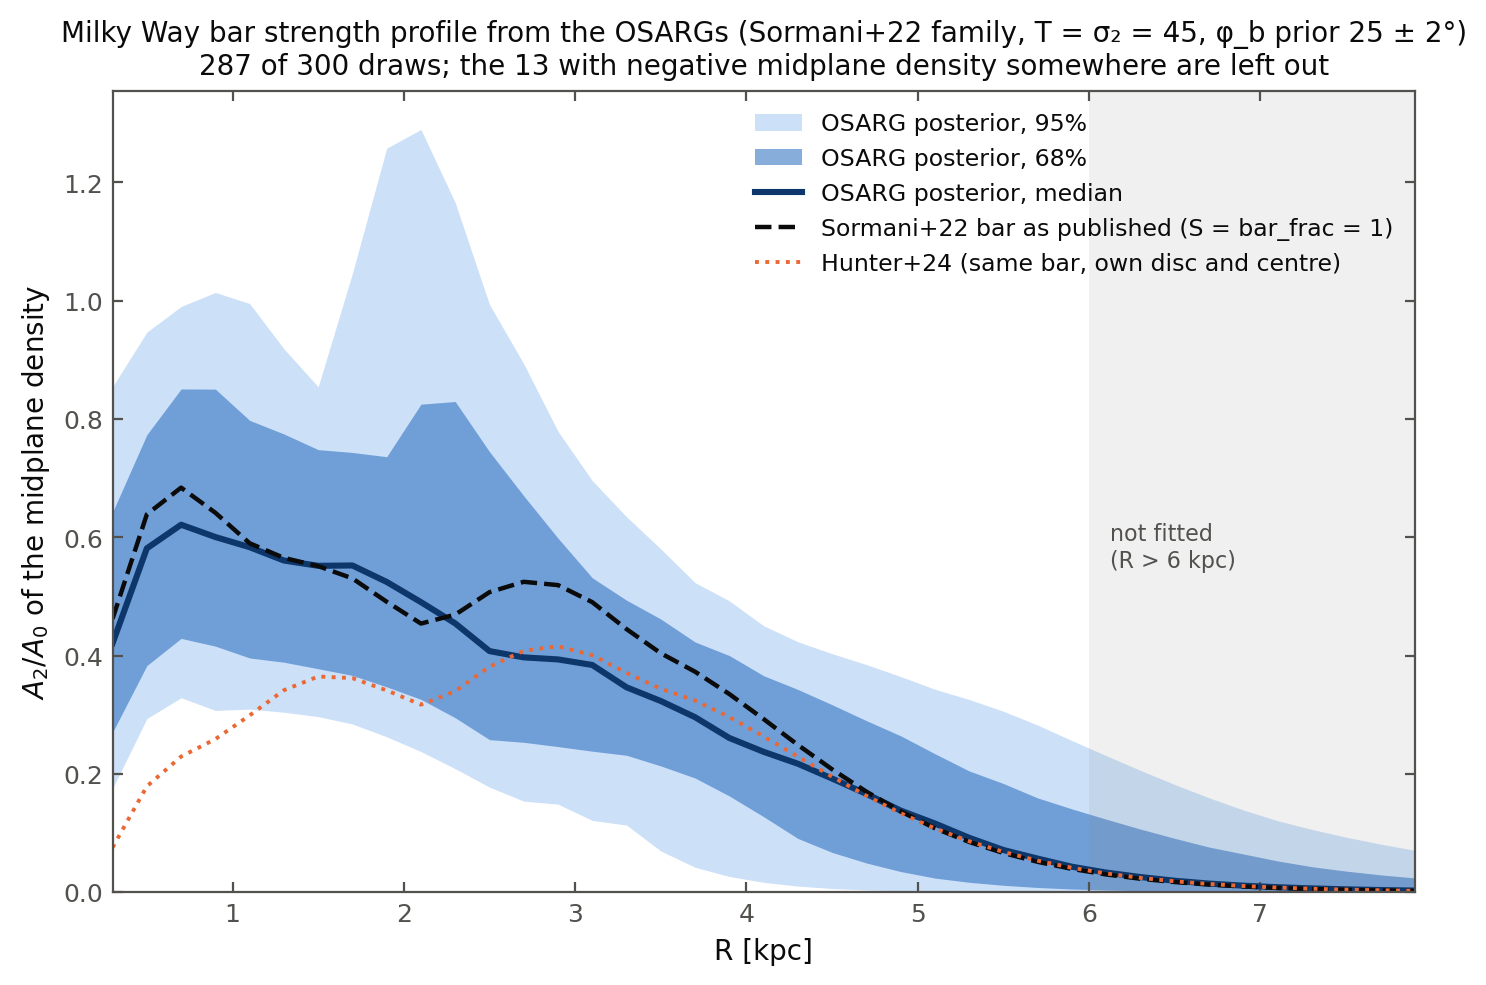 Milky Way bar strength profile from the OSARGs (Sormani+22 family, T = σ₂ = 45, φ_b prior 25 ± 2°)
287 of 300 draws; the 13 with negative midplane density somewhere are left out
OSARG posterior, 95%
OSARG posterior, 68%
OSARG posterior, median
Sormani+22 bar as published (S = bar_frac = 1)
Hunter+24 (same bar, own disc and centre)
not fitted
(R > 6 kpc)
A₂/A₀ of the midplane density
1.2
1.0
0.8
0.6
0.4
0.2
0.0
1 2 3 4 5 6 7
R [kpc]